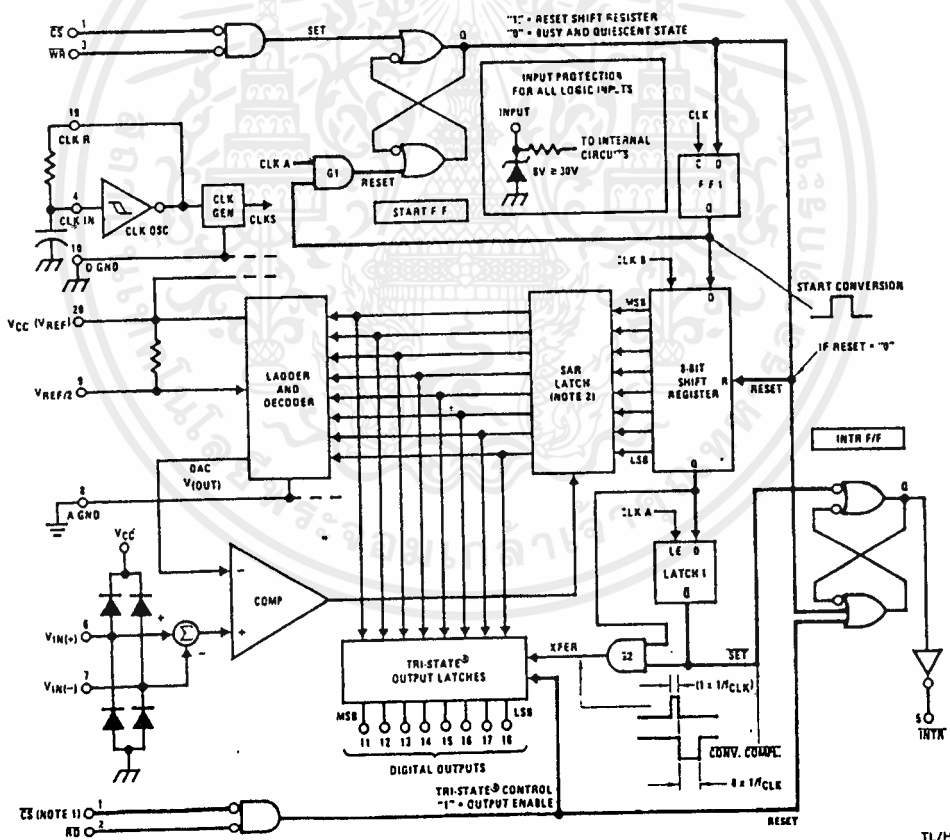 CS 1
WR 3
SET
"1" = RESET SHIFT REGISTER
"0" = BUSY AND QUIESCENT STATE
Q
INPUT PROTECTION
FOR ALL LOGIC INPUTS
INPUT
TO INTERNAL
CIRCUITS
BV ≥ 30V
CLK
C D
FF1
Q
19
CLK R
CLK A
G1
RESET
START F F
4
CLK IN
CLK OSC
CLK
GEN
CLKS
10
D GND
CLK B
D
START CONVERSION
20
VCC (VREF)
MSB
LADDER
AND
DECODER
SAR
LATCH
(NOTE 2)
8-BIT
SHIFT
REGISTER
R
RESET
IF RESET = "0"
9
VREF/2
INTR F/F
LSB
Q
DAC
V(OUT)
8
A GND
CLK A
LE D
LATCH 1
Q
Q
VCC
COMP
-
+
VIN(+) 6
+
Σ
-
VIN(-) 7
XFER
G2
SET
TRI-STATE®
OUTPUT LATCHES
(1 x 1/fCLK)
MSB
LSB
11 12 13 14 15 16 17 18
DIGITAL OUTPUTS
CONV. COMPL.
8 x 1/fCLK
5
INTR
TRI-STATE® CONTROL
"1" = OUTPUT ENABLE
CS (NOTE 1) 1
RD 2
RESET
TL/H